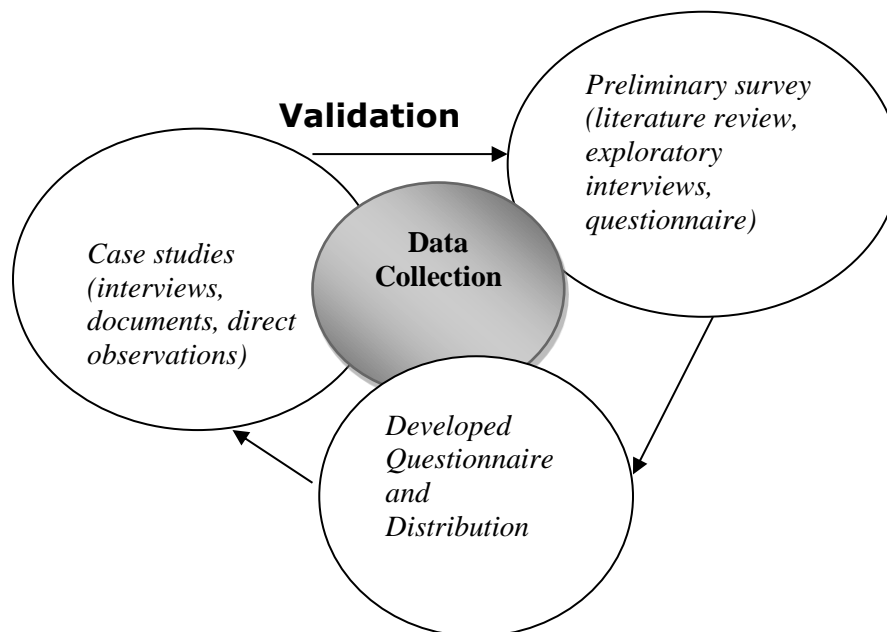 Validation
Preliminary survey
(literature review,
exploratory
interviews,
questionnaire)
Data
Collection
Case studies
(interviews,
documents, direct
observations)
Developed
Questionnaire
and
Distribution